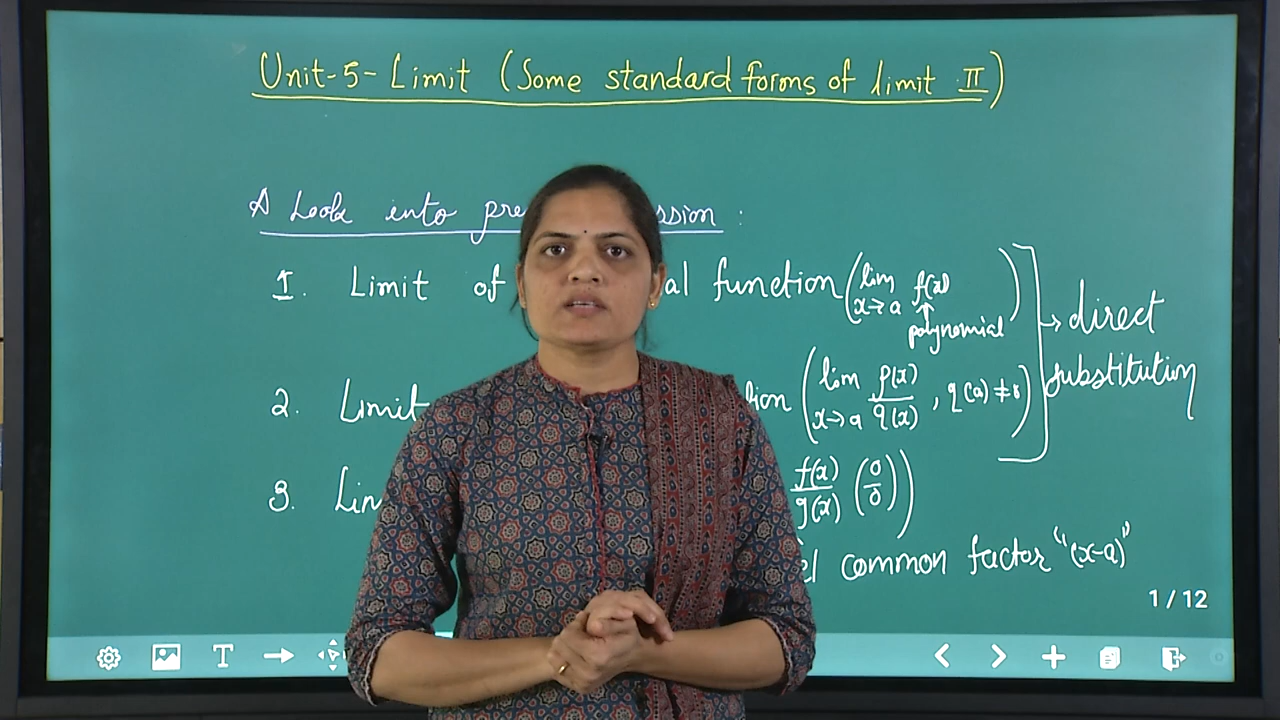 Unit-5- Limit (Some standard forms of limit II)
A Look into pre ssion :
1. Limit of al function (lim x→a f(x))
polynomial
→ direct
substitution
2. Limit tion (lim x→a p(x)/q(x), q(a) ≠ 0)
3. Lim f(x)/g(x) (0/0))
el common factor "(x-a)"
1 / 12
T